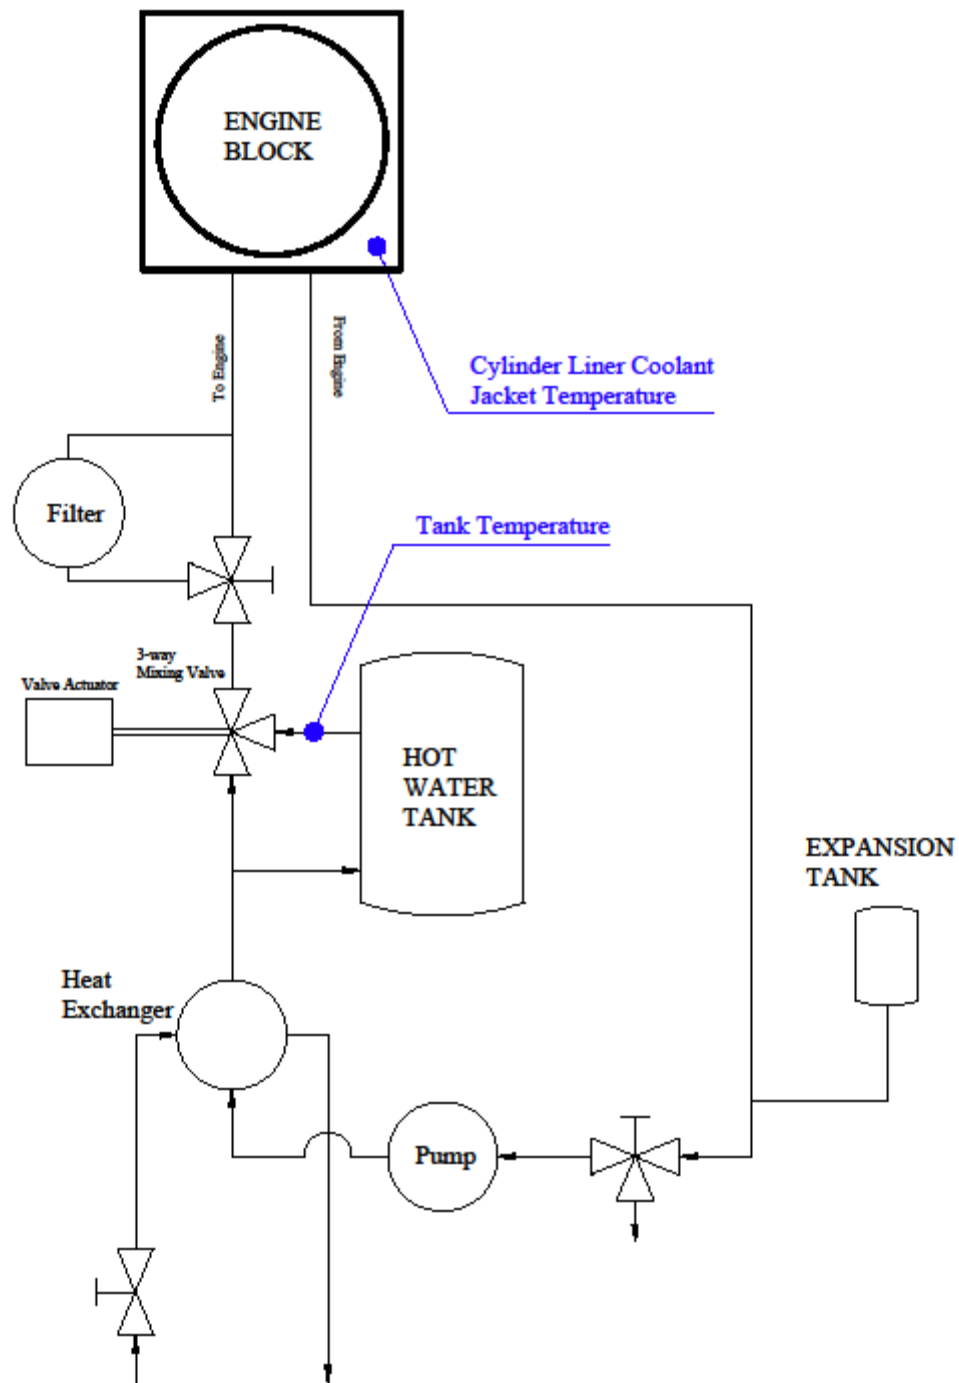 ENGINE
BLOCK
To Engine
From Engine
Cylinder Liner Coolant
Jacket Temperature
Filter
Tank Temperature
3-way
Mixing Valve
Valve Actuator
HOT
WATER
TANK
EXPANSION
TANK
Heat
Exchanger
Pump